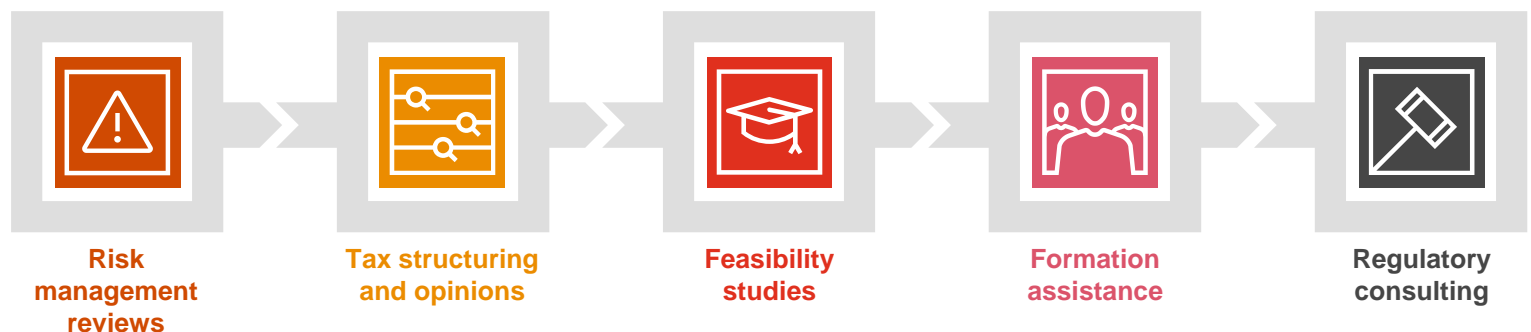 Risk
management
reviews
Tax structuring
and opinions
Feasibility
studies
Formation
assistance
Regulatory
consulting